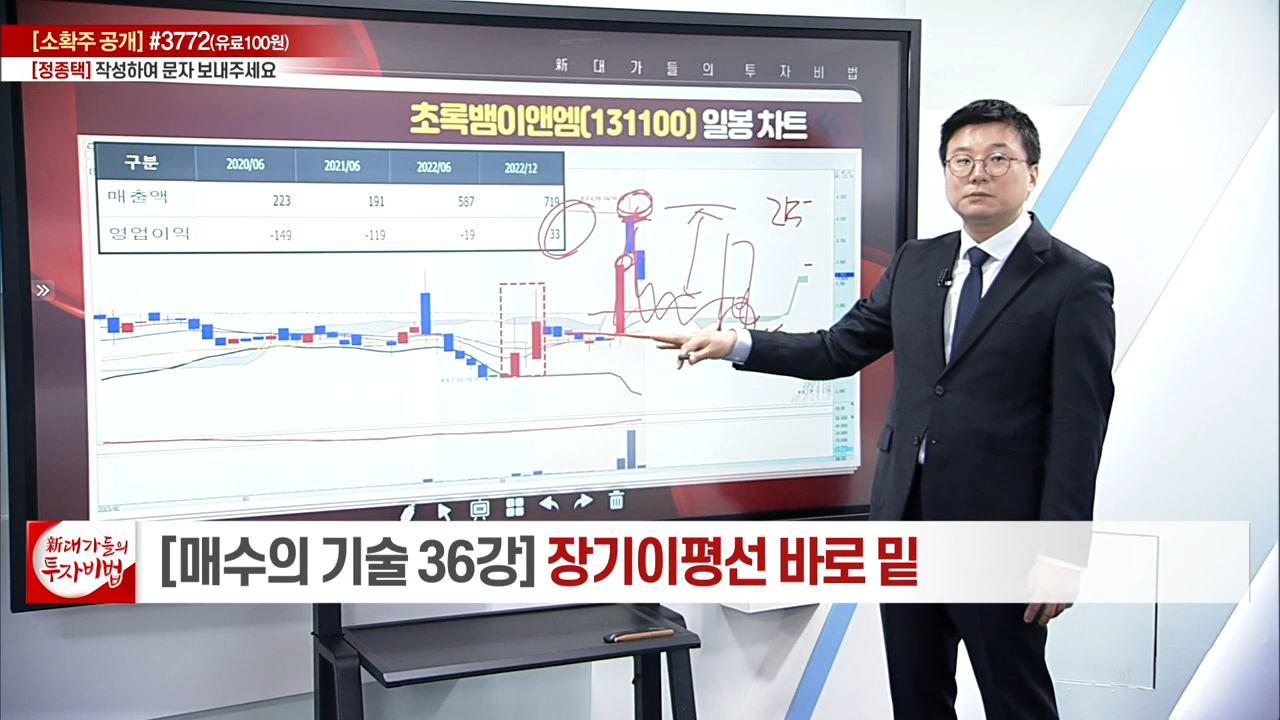 [소확주 공개] #3772(유료100원)
[정종택] 작성하여 문자 보내주세요
新 대가들의 투자비법
초록뱀이앤엠(131100) 일봉 차트
구분 2020/06 2021/06 2022/06 2022/12
매출액 223 191 587 719
영업이익 -149 -119 -19 33
25
新대가들의
투자비법
[매수의 기술 36강] 장기이평선 바로 밑